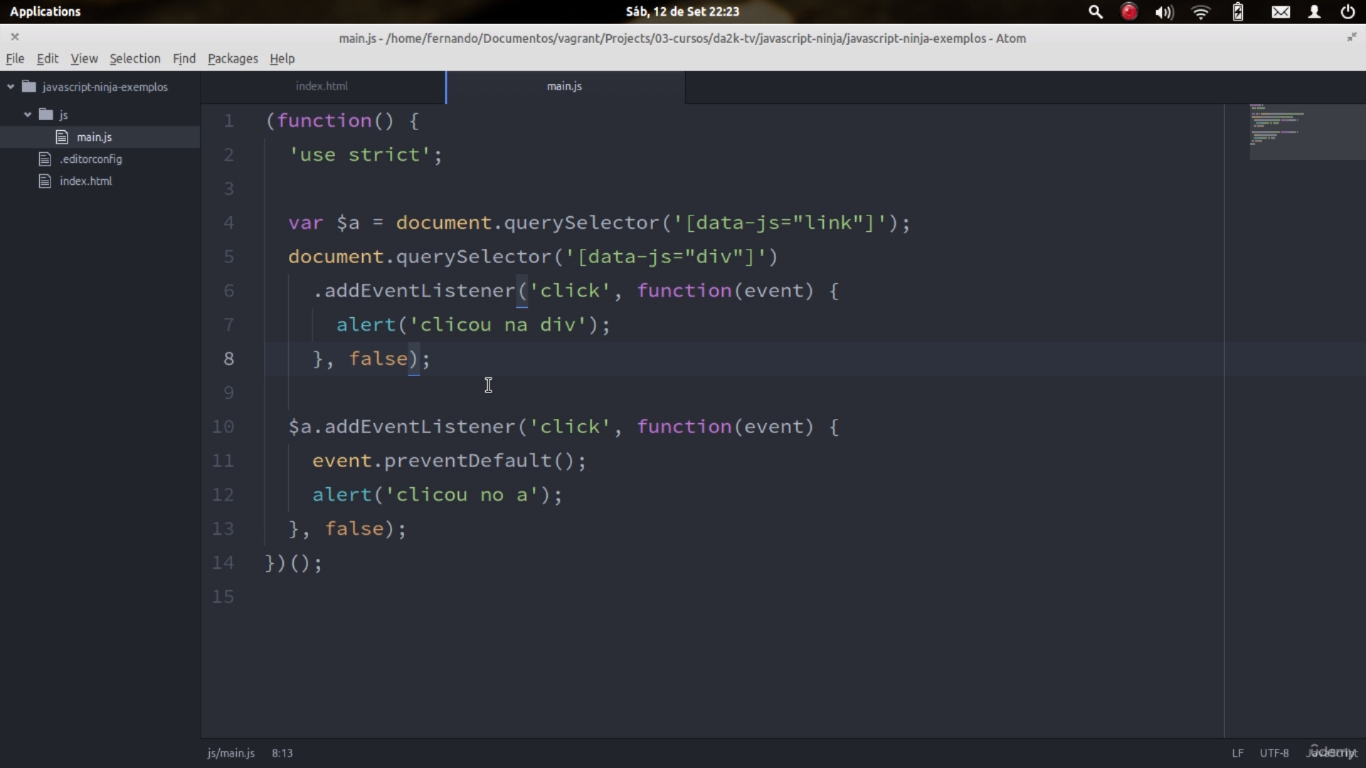 Applications
Sáb, 12 de Set 22:23
main.js - /home/fernando/Documentos/vagrant/Projects/03-cursos/da2k-tv/javascript-ninja/javascript-ninja-exemplos - Atom
File Edit View Selection Find Packages Help
javascript-ninja-exemplos
js
main.js
.editorconfig
index.html
index.html main.js
1 (function() {
2 'use strict';
3
4 var $a = document.querySelector('[data-js="link"]');
5 document.querySelector('[data-js="div"]')
6 .addEventListener('click', function(event) {
7 alert('clicou na div');
8 }, false);
9
10 $a.addEventListener('click', function(event) {
11 event.preventDefault();
12 alert('clicou no a');
13 }, false);
14 })();
15
js/main.js 8:13
LF UTF-8 JavaScript
udemy